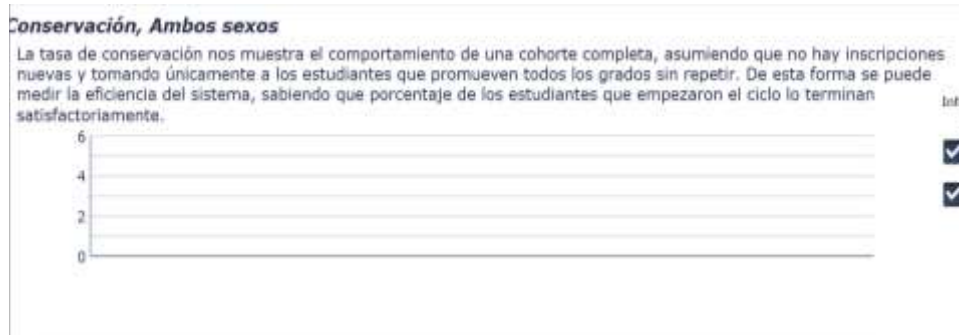 Conservación, Ambos sexos
La tasa de conservación nos muestra el comportamiento de una cohorte completa, asumiendo que no hay inscripciones
nuevas y tomando únicamente a los estudiantes que promueven todos los grados sin repetir. De esta forma se puede
medir la eficiencia del sistema, sabiendo que porcentaje de los estudiantes que empezaron el ciclo lo terminan
satisfactoriamente.
6
4
2
0